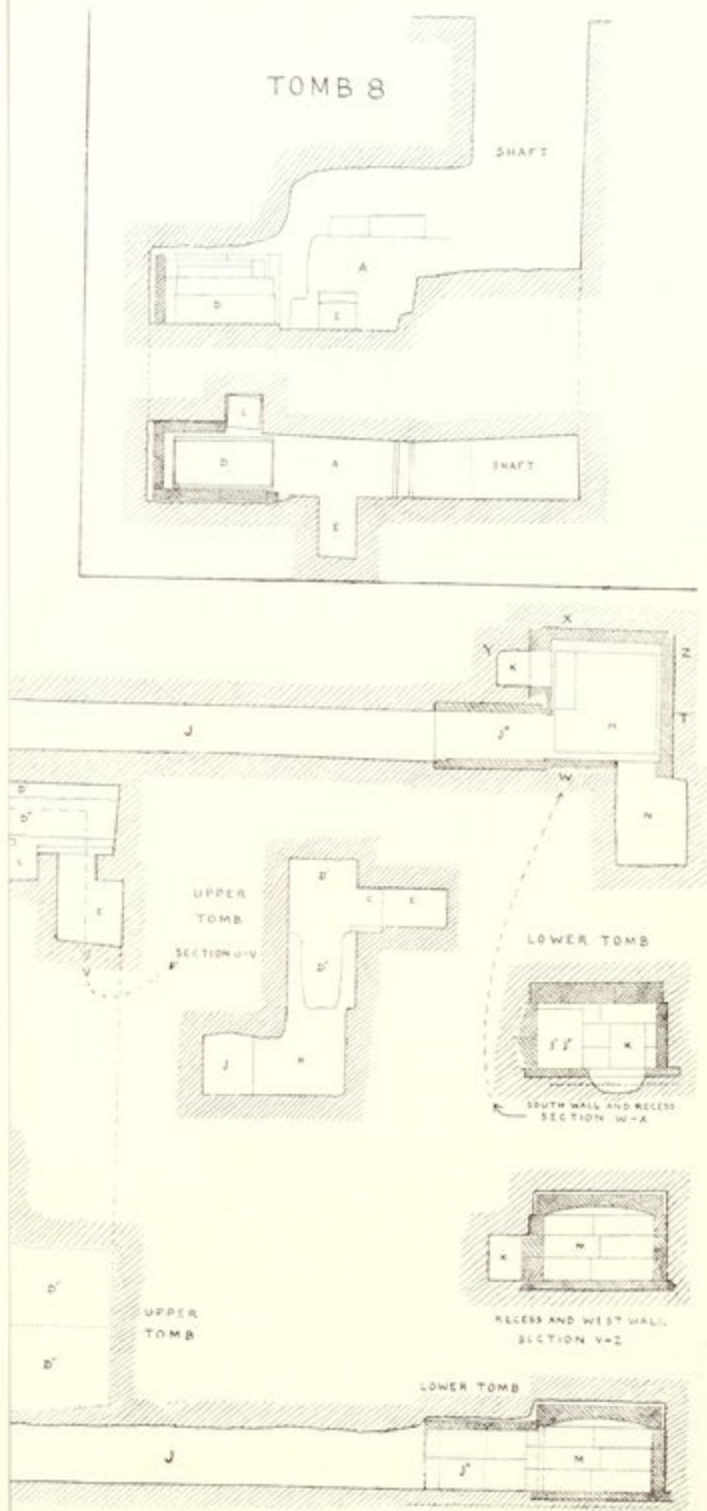 TOMB 8
SHAFT
A
D
E
L
D
A
SHAFT
E
X
Y
K
Z
J
J"
M
T
W
D
D"
N
L
E
UPPER
TOMB
SECTION U-V
D
C
E
D"
V
LOWER TOMB
J
H
J' J"
K
SOUTH WALL AND RECESS
SECTION W-X
M
K
D'
RECESS AND WEST WALL
SECTION Y-Z
UPPER
TOMB
D"
LOWER TOMB
J
J"
M